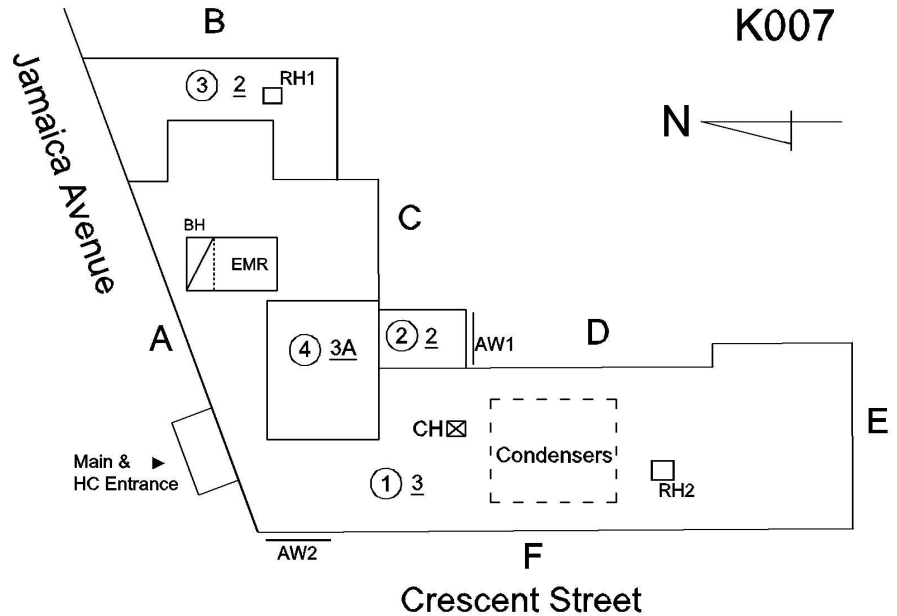 B
K007
③ 2
RH1
N
Jamaica Avenue
C
BH
EMR
A
④ 3A
② 2
AW1
D
CH
Condensers
E
Main &
HC Entrance
① 3
RH2
AW2
F
Crescent Street